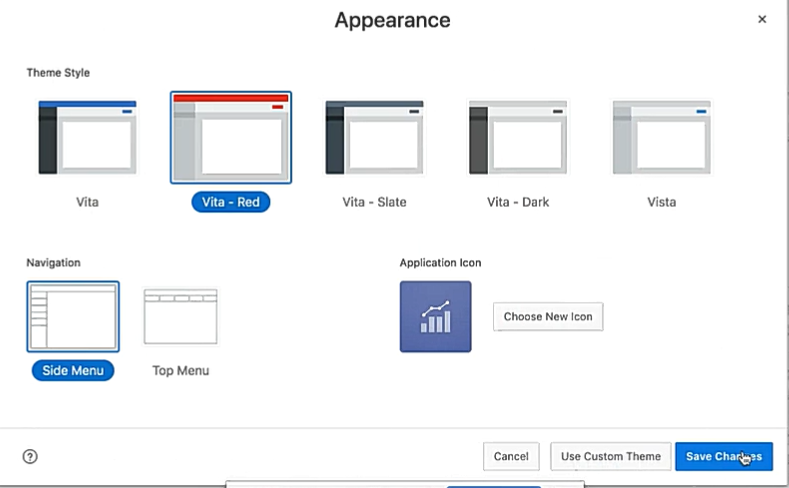 Appearance
Theme Style
Vita
Vita - Red
Vita - Slate
Vita - Dark
Vista
Navigation
Application Icon
Choose New Icon
Side Menu
Top Menu
Cancel
Use Custom Theme
Save Changes